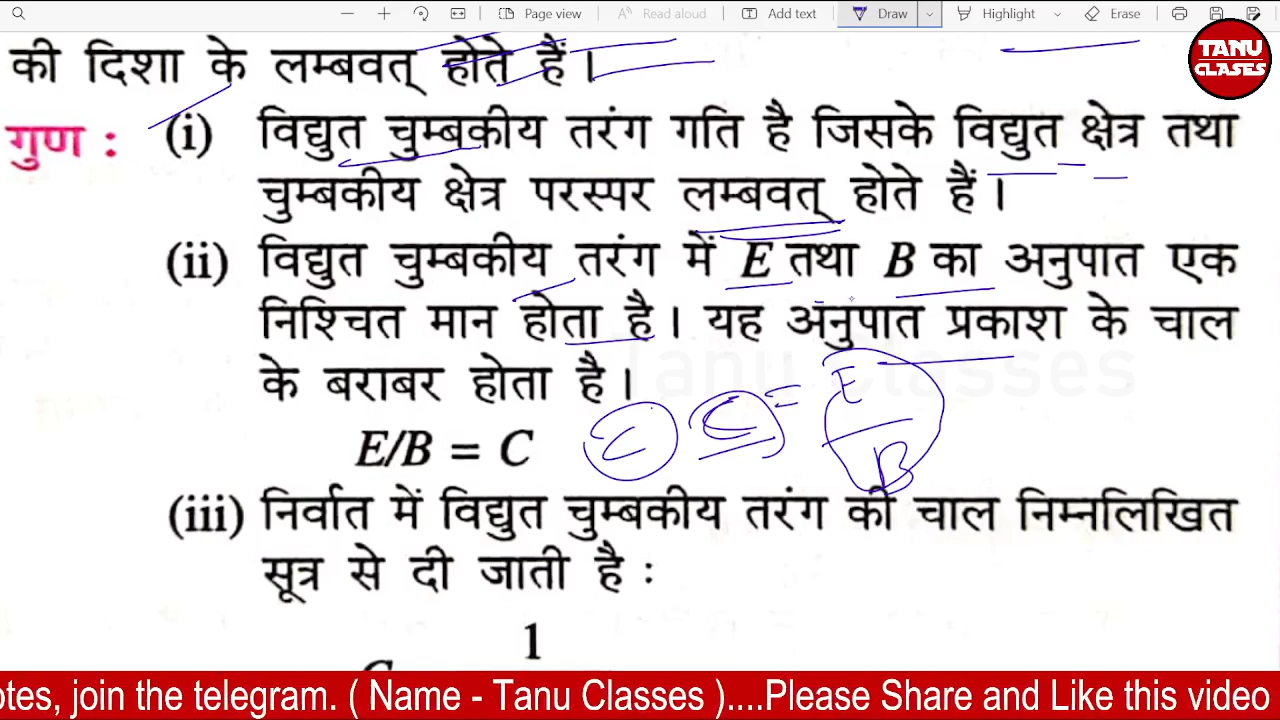 Page view
Read aloud
Add text
Draw
Highlight
Erase
TANU
CLASES
की दिशा के लम्बवत् होते हैं।
गुण : (i) विद्युत चुम्बकीय तरंग गति है जिसके विद्युत क्षेत्र तथा
चुम्बकीय क्षेत्र परस्पर लम्बवत् होते हैं।
(ii) विद्युत चुम्बकीय तरंग में E तथा B का अनुपात एक
निश्चित मान होता है। यह अनुपात प्रकाश के चाल
के बराबर होता है।
Tanu Classes
E/B = C C C = E
B
(iii) निर्वात में विद्युत चुम्बकीय तरंग की चाल निम्नलिखित
सूत्र से दी जाती है :
1
otes, join the telegram. ( Name - Tanu Classes )....Please Share and Like this video